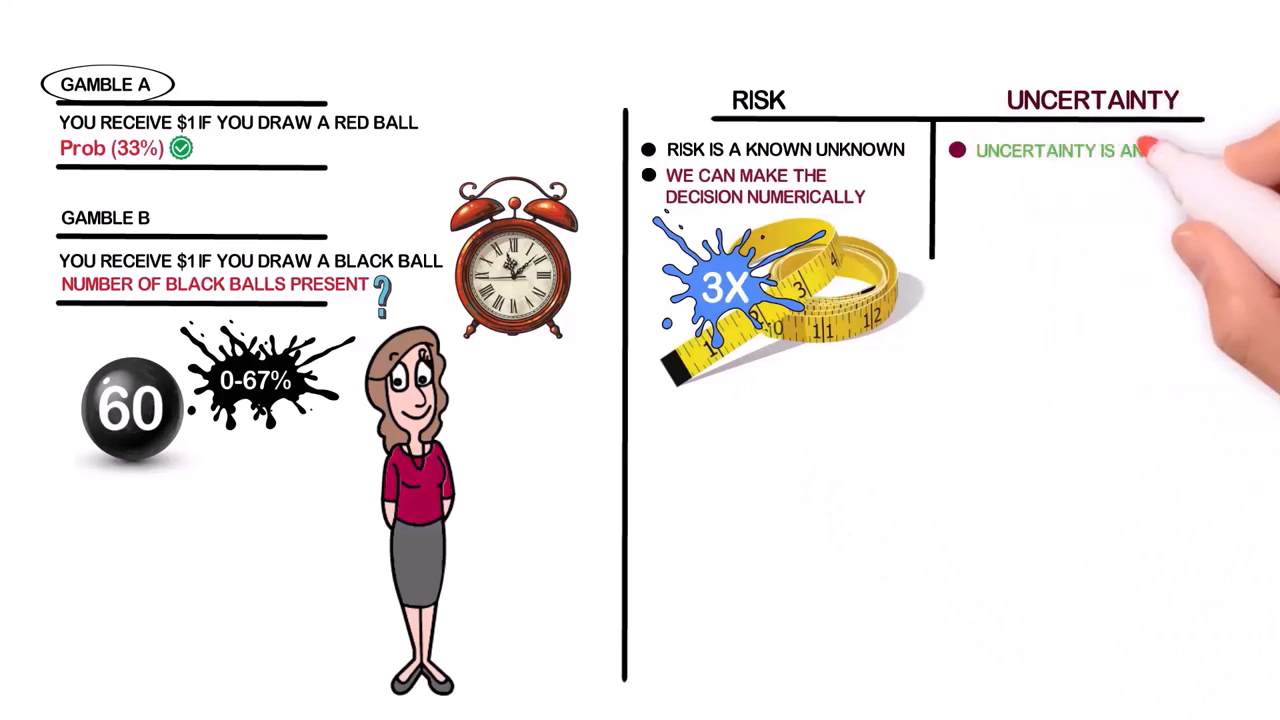 GAMBLE A
YOU RECEIVE $1 IF YOU DRAW A RED BALL
Prob (33%)
GAMBLE B
YOU RECEIVE $1 IF YOU DRAW A BLACK BALL
NUMBER OF BLACK BALLS PRESENT ?
60
0-67%
RISK
RISK IS A KNOWN UNKNOWN
WE CAN MAKE THE
DECISION NUMERICALLY
3X
UNCERTAINTY
UNCERTAINTY IS AN